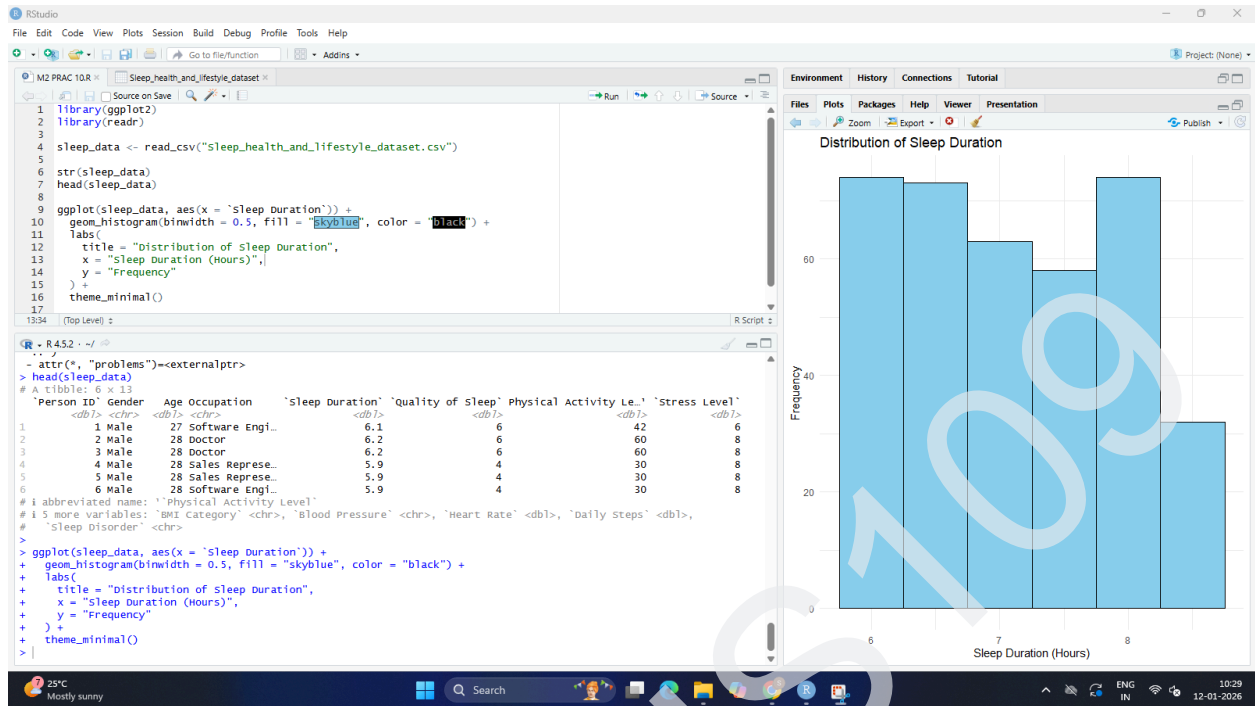 RStudio
File Edit Code View Plots Session Build Debug Profile Tools Help
Go to file/function Addins Project: (None)
M2 PRAC 10.R Sleep_health_and_lifestyle_dataset
Source on Save Run Source
1 library(ggplot2)
2 library(readr)
3
4 sleep_data <- read_csv("Sleep_health_and_lifestyle_dataset.csv")
5
6 str(sleep_data)
7 head(sleep_data)
8
9 ggplot(sleep_data, aes(x = `Sleep Duration`)) +
10 geom_histogram(binwidth = 0.5, fill = "skyblue", color = "black") +
11 labs(
12 title = "Distribution of Sleep Duration",
13 x = "Sleep Duration (Hours)",
14 y = "Frequency"
15 ) +
16 theme_minimal()
17
13:34 (Top Level) R Script
R R 4.5.2 · ~/
.. )
- attr(*, "problems")=<externalptr>
> head(sleep_data)
# A tibble: 6 × 13
`Person ID` Gender Age Occupation `Sleep Duration` `Quality of Sleep` Physical Activity Le…¹ `Stress Level`
<dbl> <chr> <dbl> <chr> <dbl> <dbl> <dbl> <dbl>
1 1 Male 27 Software Engi… 6.1 6 42 6
2 2 Male 28 Doctor 6.2 6 60 8
3 3 Male 28 Doctor 6.2 6 60 8
4 4 Male 28 Sales Represe… 5.9 4 30 8
5 5 Male 28 Sales Represe… 5.9 4 30 8
6 6 Male 28 Software Engi… 5.9 4 30 8
# ℹ abbreviated name: ¹`Physical Activity Level`
# ℹ 5 more variables: `BMI Category` <chr>, `Blood Pressure` <chr>, `Heart Rate` <dbl>, `Daily Steps` <dbl>,
# `Sleep Disorder` <chr>
>
> ggplot(sleep_data, aes(x = `Sleep Duration`)) +
+ geom_histogram(binwidth = 0.5, fill = "skyblue", color = "black") +
+ labs(
+ title = "Distribution of Sleep Duration",
+ x = "Sleep Duration (Hours)",
+ y = "Frequency"
+ ) +
+ theme_minimal()
>
Environment History Connections Tutorial
Files Plots Packages Help Viewer Presentation
Zoom Export Publish
Distribution of Sleep Duration
60
40
20
0
Frequency
6 7 8
Sleep Duration (Hours)
S109
7 25°C
Mostly sunny
Search
ENG
IN
10:29
12-01-2026